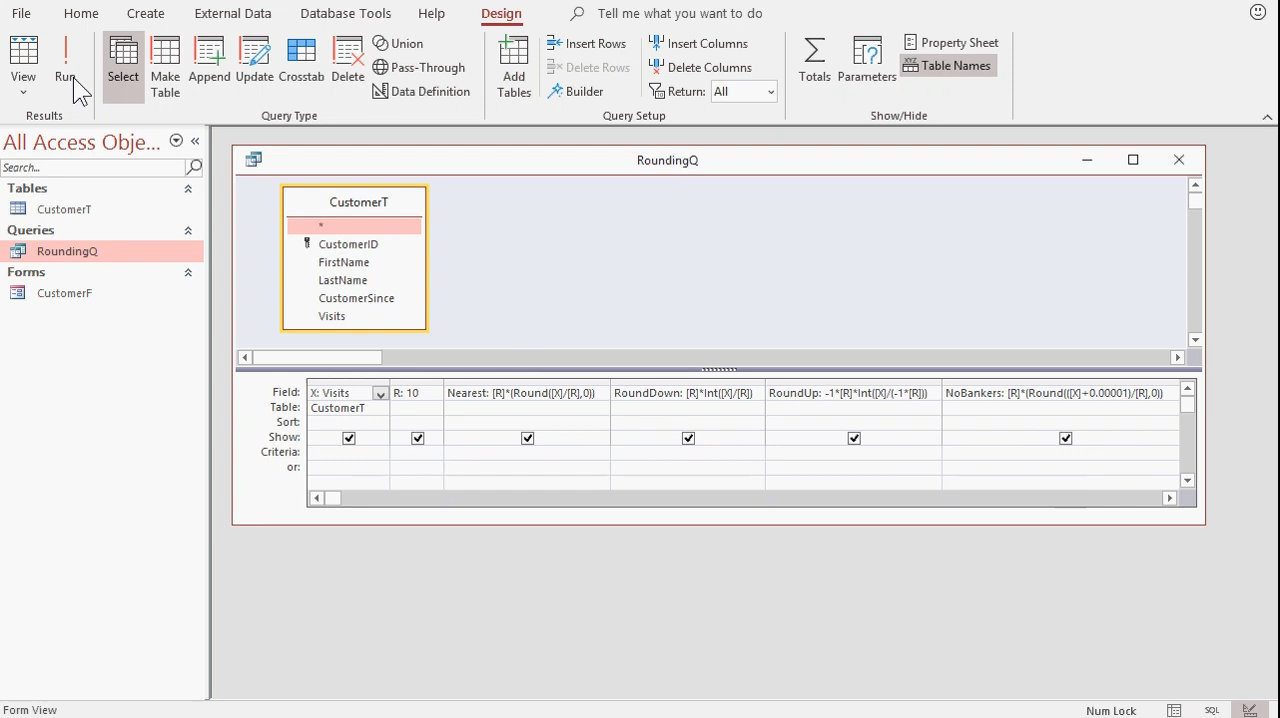 File Home Create External Data Database Tools Help Design Tell me what you want to do
View Run Select Make Table Append Update Crosstab Delete
Union
Pass-Through
Data Definition
Add Tables
Insert Rows
Delete Rows
Builder
Insert Columns
Delete Columns
Return: All
Totals Parameters
Property Sheet
XYZ Table Names
Results Query Type Query Setup Show/Hide
All Access Obje...
Search...
Tables
CustomerT
Queries
RoundingQ
Forms
CustomerF
RoundingQ
CustomerT
*
CustomerID
FirstName
LastName
CustomerSince
Visits
Field: X: Visits R: 10 Nearest: [R]*(Round([X]/[R],0)) RoundDown: [R]*Int([X]/[R]) RoundUp: -1*[R]*Int([X]/(-1*[R])) NoBankers: [R]*(Round(([X]+0.00001)/[R],0))
Table: CustomerT
Sort:
Show:
Criteria:
or:
Form View Num Lock SQL